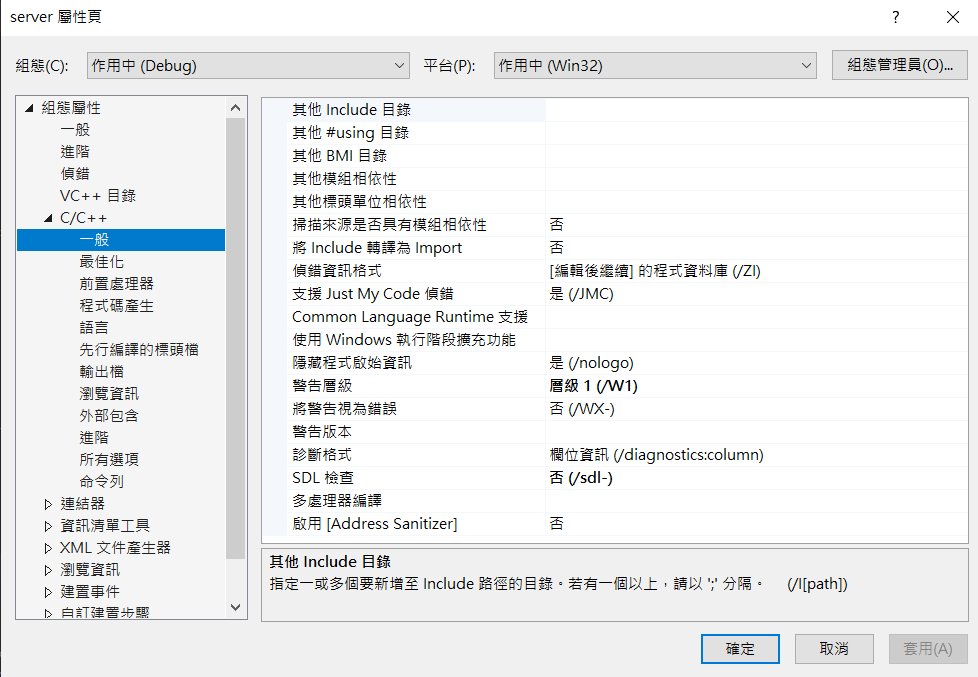 server 屬性頁
組態(C): 作用中 (Debug) 平台(P): 作用中 (Win32) 組態管理員(O)...
組態屬性
一般
進階
偵錯
VC++ 目錄
C/C++
一般
最佳化
前置處理器
程式碼產生
語言
先行編譯的標頭檔
輸出檔
瀏覽資訊
外部包含
進階
所有選項
命令列
連結器
資訊清單工具
XML 文件產生器
瀏覽資訊
建置事件
自訂建置步驟
其他 Include 目錄
其他 #using 目錄
其他 BMI 目錄
其他模組相依性
其他標頭單位相依性
掃描來源是否具有模組相依性 否
將 Include 轉譯為 Import 否
偵錯資訊格式 [編輯後繼續] 的程式資料庫 (/ZI)
支援 Just My Code 偵錯 是 (/JMC)
Common Language Runtime 支援
使用 Windows 執行階段擴充功能
隱藏程式啟始資訊 是 (/nologo)
警告層級 層級 1 (/W1)
將警告視為錯誤 否 (/WX-)
警告版本
診斷格式 欄位資訊 (/diagnostics:column)
SDL 檢查 否 (/sdl-)
多處理器編譯
啟用 [Address Sanitizer] 否
其他 Include 目錄
指定一或多個要新增至 Include 路徑的目錄。若有一個以上，請以 ';' 分隔。 (/I[path])
確定 取消 套用(A)